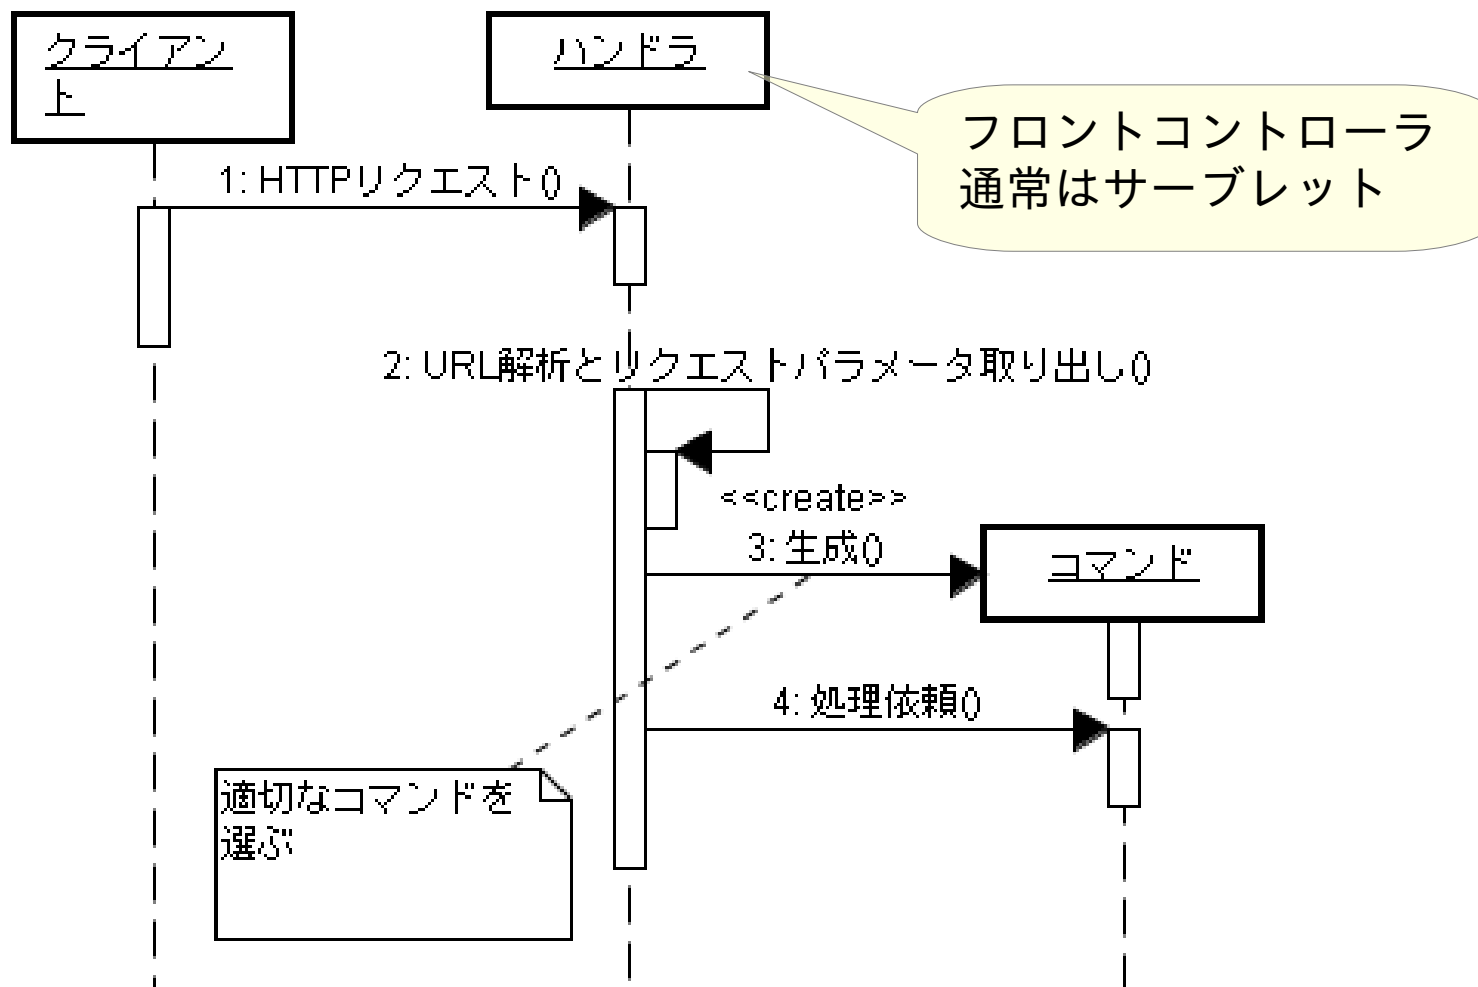 クライアン
ト
ハンドラ
フロントコントローラ
通常はサーブレット
1: HTTPリクエスト()
2: URL解析とリクエストパラメータ取り出し()
<<create>>
3: 生成()
コマンド
4: 処理依頼()
適切なコマンドを
選ぶ